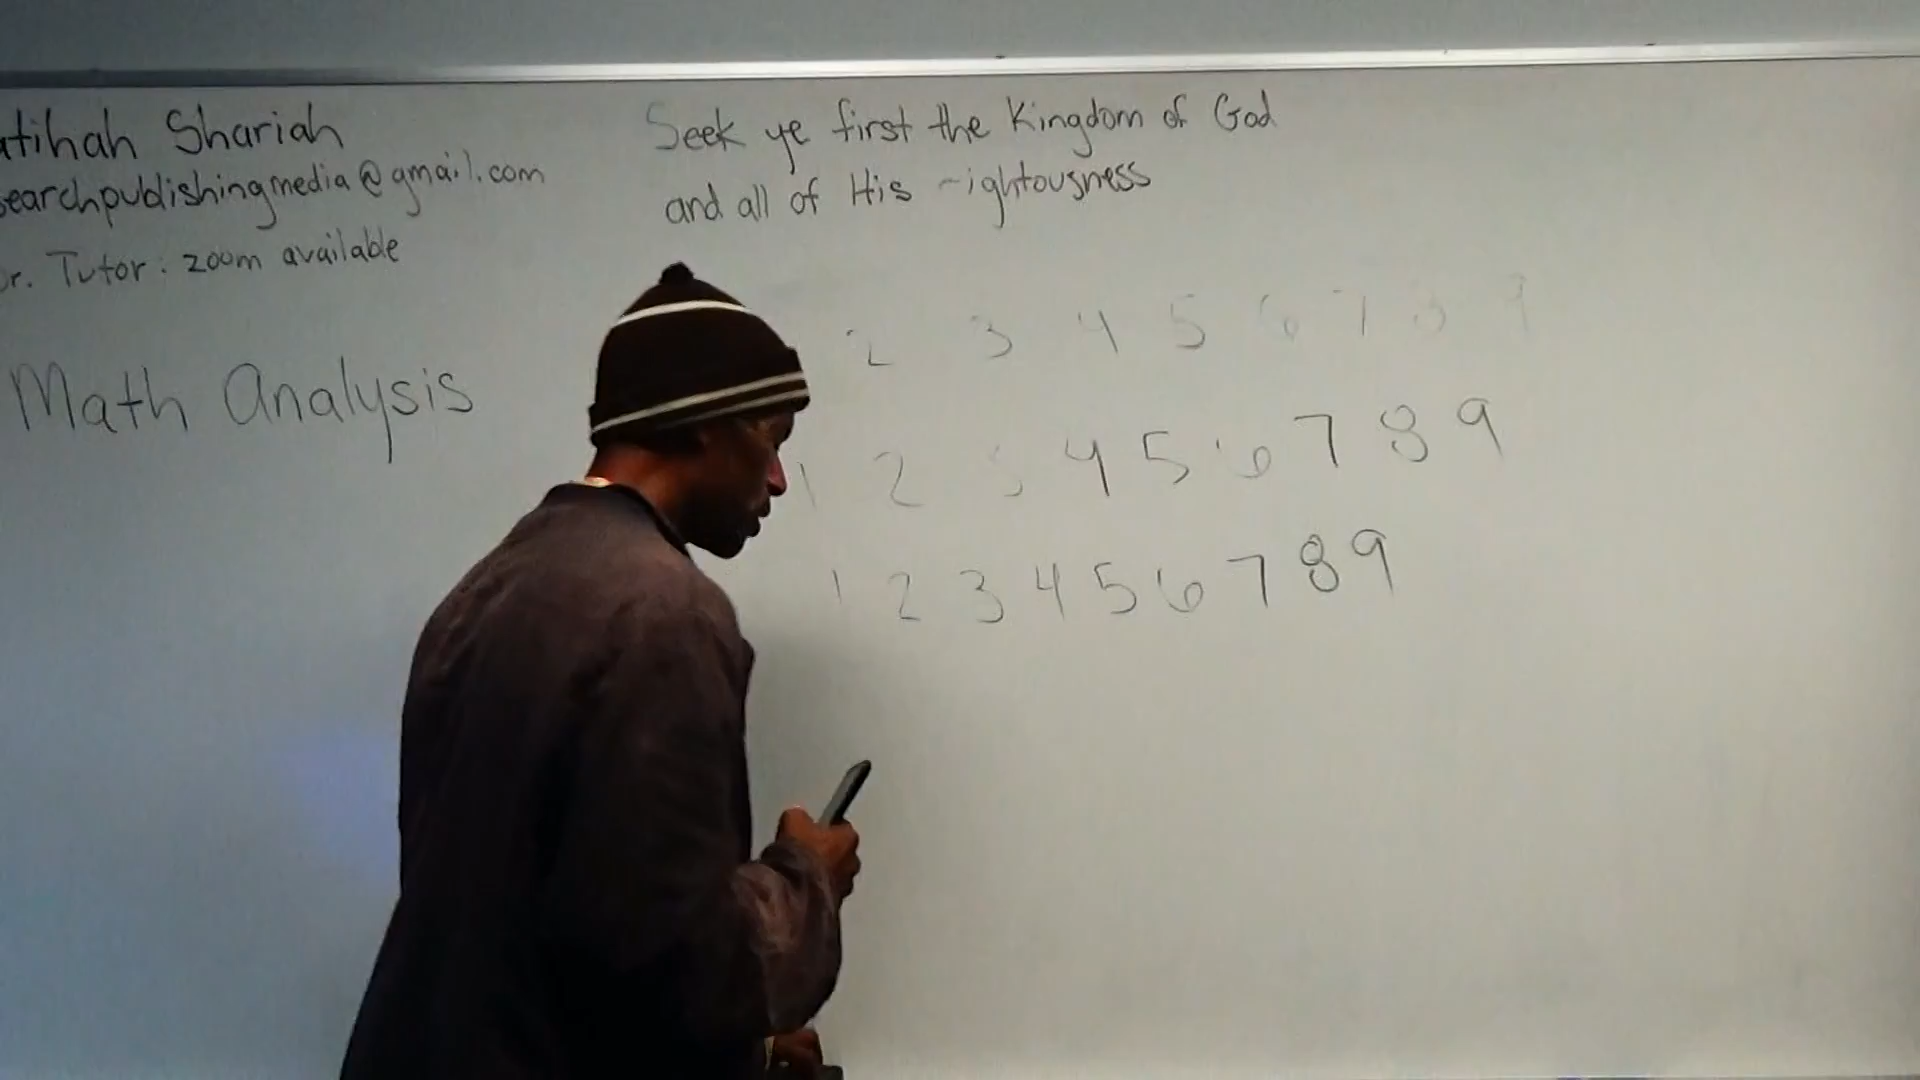 atihah Shariah
searchpublishingmedia@gmail.com
r. Tutor: zoom available
Math Analysis
Seek ye first the Kingdom of God
and all of His rightousness
2 3 4 5 6 7 8 9
1 2 3 4 5 6 7 8 9
1 2 3 4 5 6 7 8 9